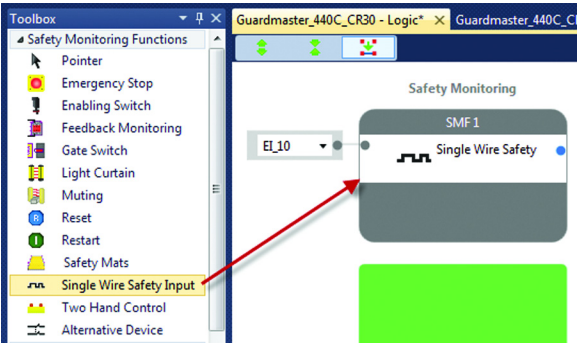 Toolbox
Safety Monitoring Functions
Pointer
Emergency Stop
Enabling Switch
Feedback Monitoring
Gate Switch
Light Curtain
Muting
R Reset
Restart
Safety Mats
Single Wire Safety Input
Two Hand Control
Alternative Device
Guardmaster_440C_CR30 - Logic* Guardmaster_440C_C
Safety Monitoring
SMF 1
EI_10
Single Wire Safety